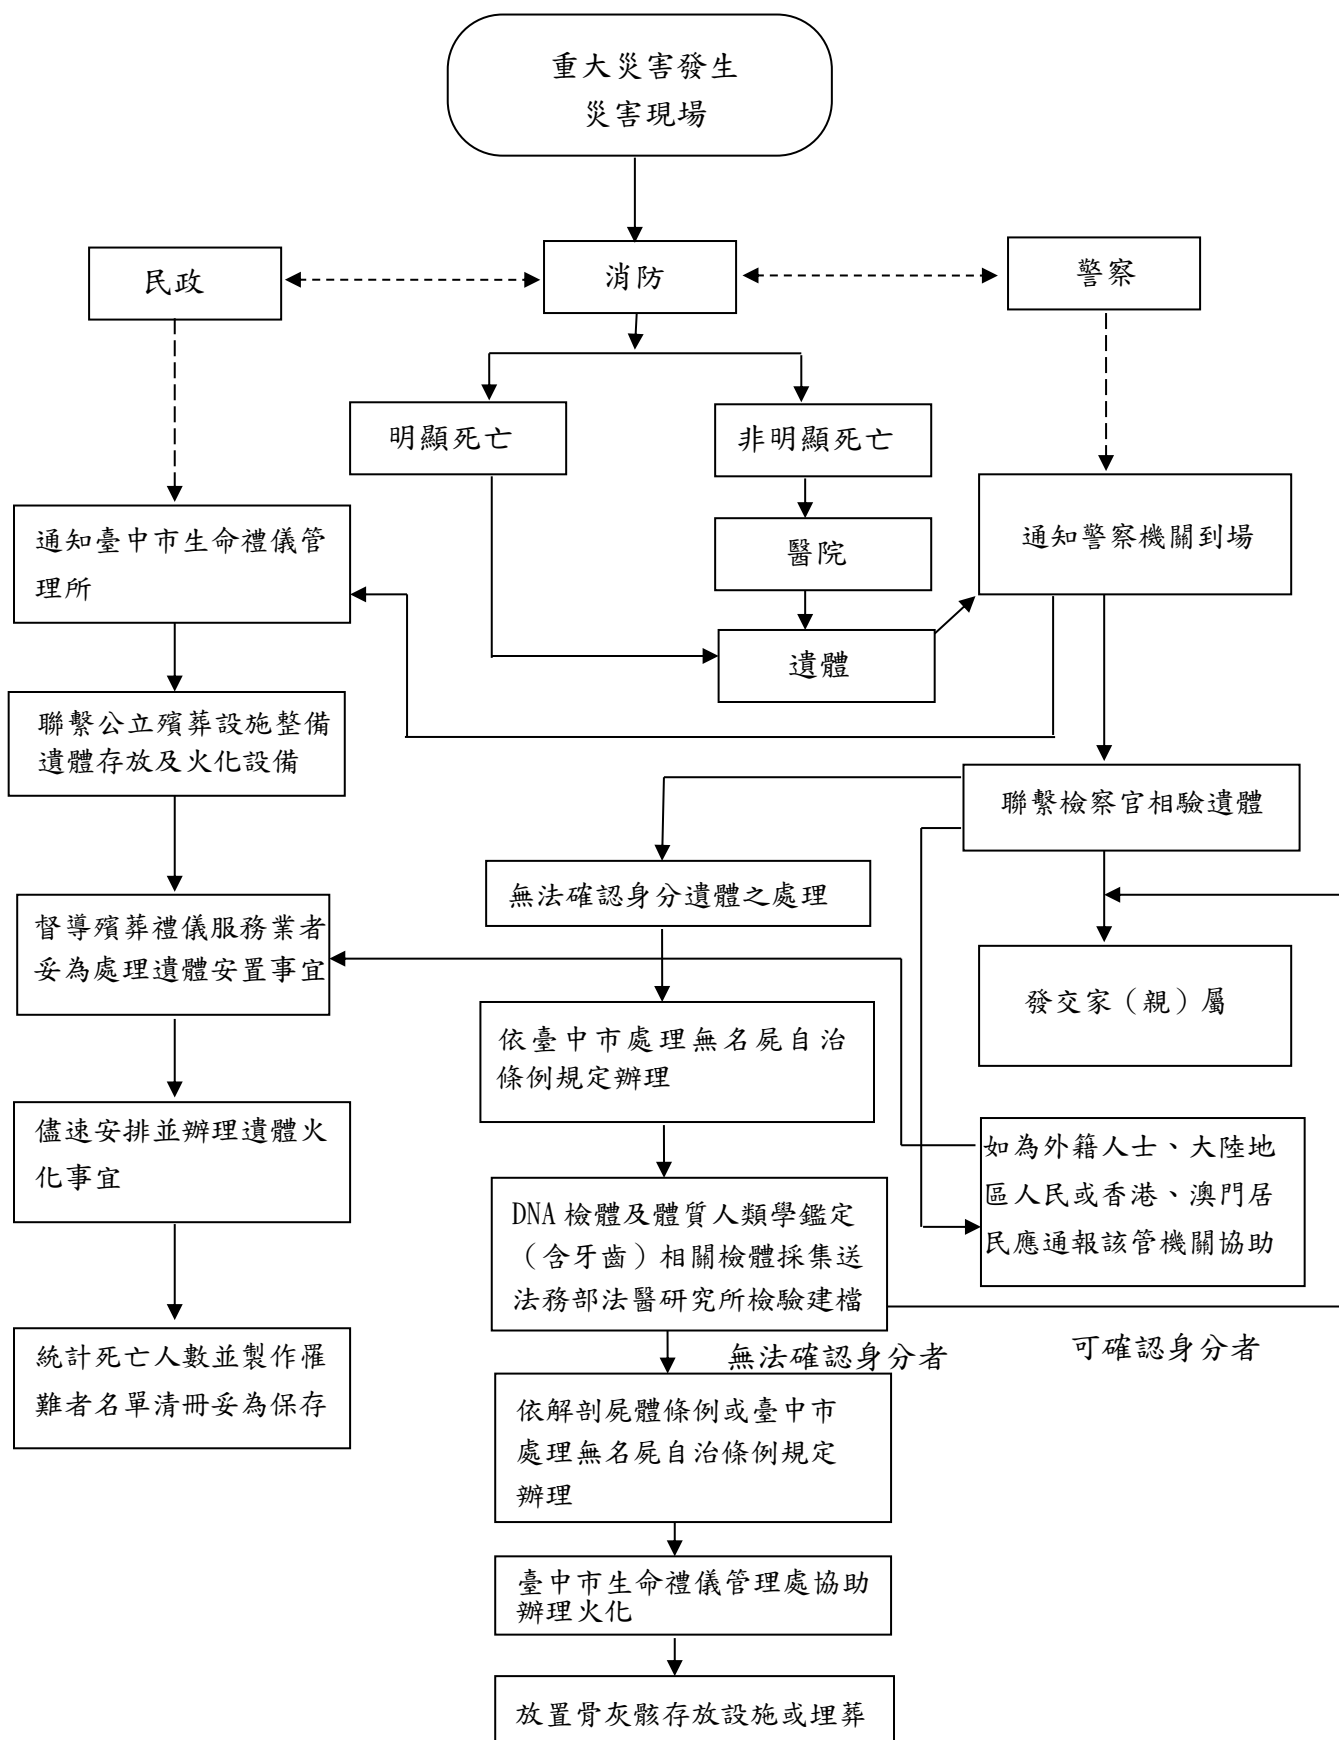 重大災害發生
災害現場
民政
消防
警察
明顯死亡
非明顯死亡
通知臺中市生命禮儀管
理所
醫院
通知警察機關到場
遺體
聯繫公立殯葬設施整備
遺體存放及火化設備
聯繫檢察官相驗遺體
無法確認身分遺體之處理
督導殯葬禮儀服務業者
妥為處理遺體安置事宜
發交家（親）屬
依臺中市處理無名屍自治
條例規定辦理
儘速安排並辦理遺體火
化事宜
如為外籍人士、大陸地
區人民或香港、澳門居
民應通報該管機關協助
DNA 檢體及體質人類學鑑定
（含牙齒）相關檢體採集送
法務部法醫研究所檢驗建檔
無法確認身分者
可確認身分者
統計死亡人數並製作罹
難者名單清冊妥為保存
依解剖屍體條例或臺中市
處理無名屍自治條例規定
辦理
臺中市生命禮儀管理處協助
辦理火化
放置骨灰骸存放設施或埋葬